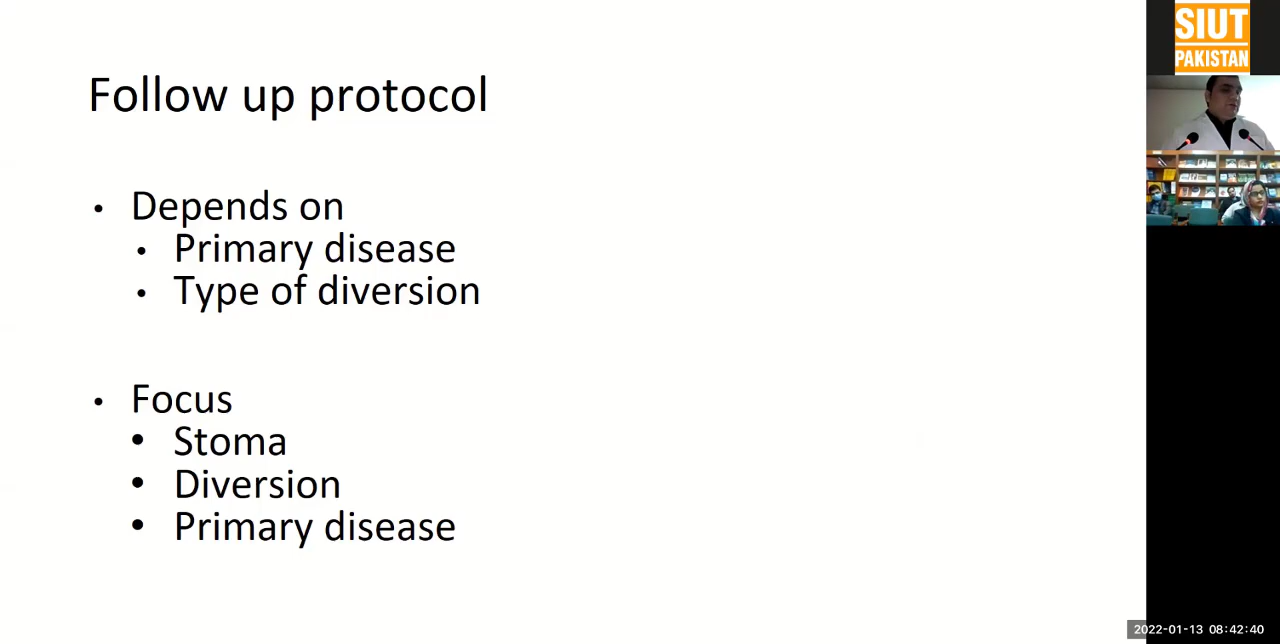 Follow up protocol
• Depends on
• Primary disease
• Type of diversion
• Focus
• Stoma
• Diversion
• Primary disease
SIUT
PAKISTAN
2022-01-13 08:42:40